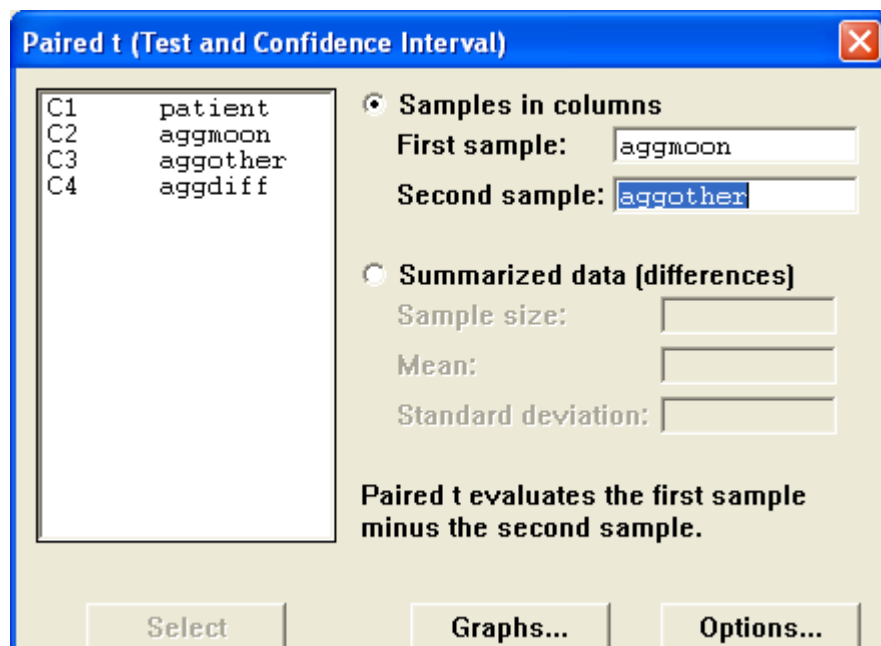 Paired t (Test and Confidence Interval)
C1 patient
C2 aggmoon
C3 aggother
C4 aggdiff
Samples in columns
First sample: aggmoon
Second sample: aggother
Summarized data (differences)
Sample size:
Mean:
Standard deviation:
Paired t evaluates the first sample
minus the second sample.
Select
Graphs...
Options...